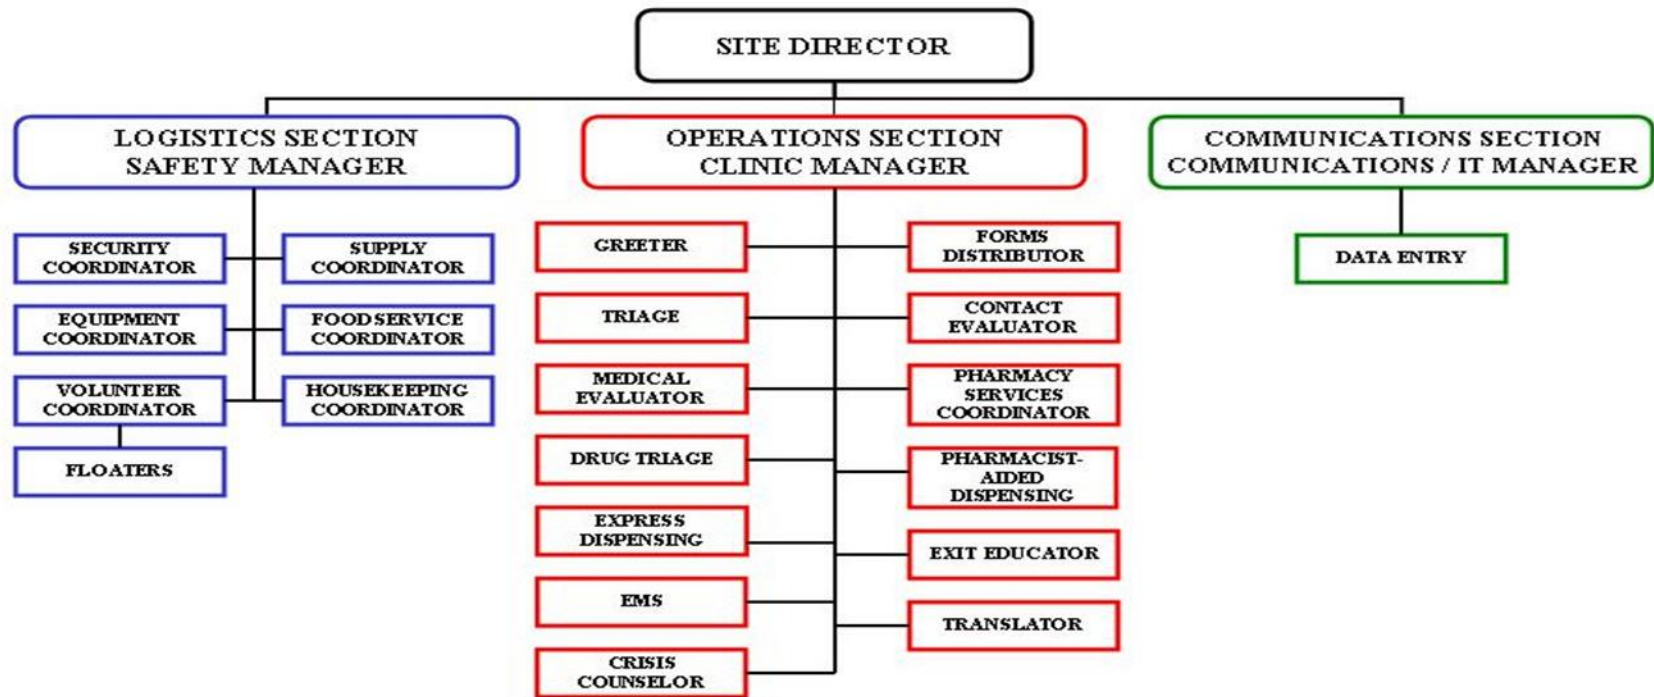 SITE DIRECTOR
LOGISTICS SECTION
SAFETY MANAGER
OPERATIONS SECTION
CLINIC MANAGER
COMMUNICATIONS SECTION
COMMUNICATIONS / IT MANAGER
SECURITY
COORDINATOR
SUPPLY
COORDINATOR
EQUIPMENT
COORDINATOR
FOOD SERVICE
COORDINATOR
VOLUNTEER
COORDINATOR
HOUSEKEEPING
COORDINATOR
FLOATERS
GREETER
FORMS
DISTRIBUTOR
TRIAGE
CONTACT
EVALUATOR
MEDICAL
EVALUATOR
PHARMACY
SERVICES
COORDINATOR
DRUG TRIAGE
PHARMACIST-
AIDED
DISPENSING
EXPRESS
DISPENSING
EXIT EDUCATOR
EMS
TRANSLATOR
CRISIS
COUNSELOR
DATA ENTRY